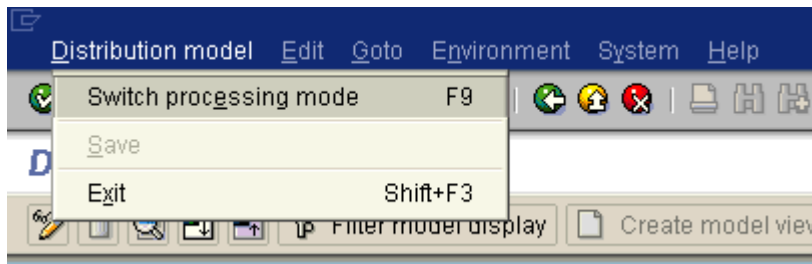 Distribution model Edit Goto Environment System Help
Switch processing mode F9
Save
D
Exit Shift+F3
Filter model display Create model view